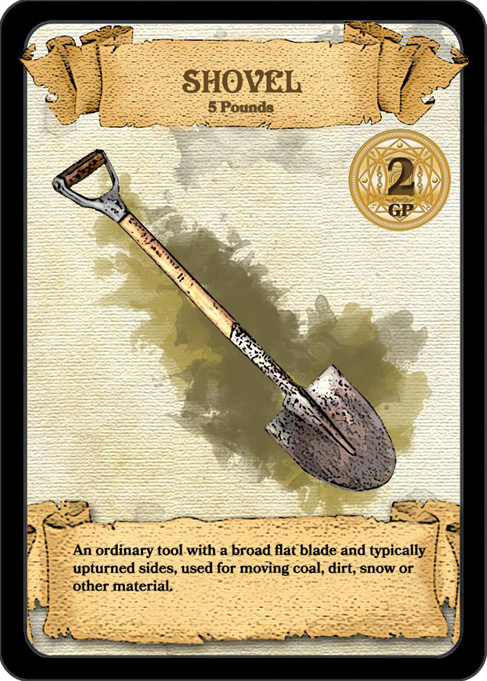 SHOVEL
5 Pounds
2
GP
An ordinary tool with a broad flat blade and typically
upturned sides, used for moving coal, dirt, snow or
other material.